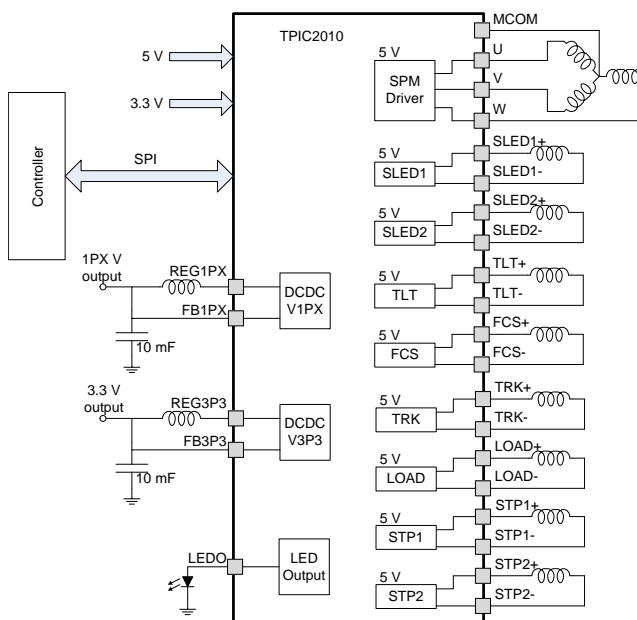 TPIC2010
MCOM
5 V
5 V
U
SPM
Driver
V
3.3 V
W
Controller
SPI
5 V
SLED1
SLED1+
SLED1-
5 V
SLED2
SLED2+
SLED2-
1PX V
output
REG1PX
DCDC
V1PX
5 V
TLT
TLT+
TLT-
FB1PX
10 mF
5 V
FCS
FCS+
FCS-
3.3 V
output
REG3P3
DCDC
V3P3
5 V
TRK
TRK+
TRK-
FB3P3
10 mF
5 V
LOAD
LOAD+
LOAD-
5 V
STP1
STP1+
STP1-
LEDO
LED
Output
5 V
STP2
STP2+
STP2-